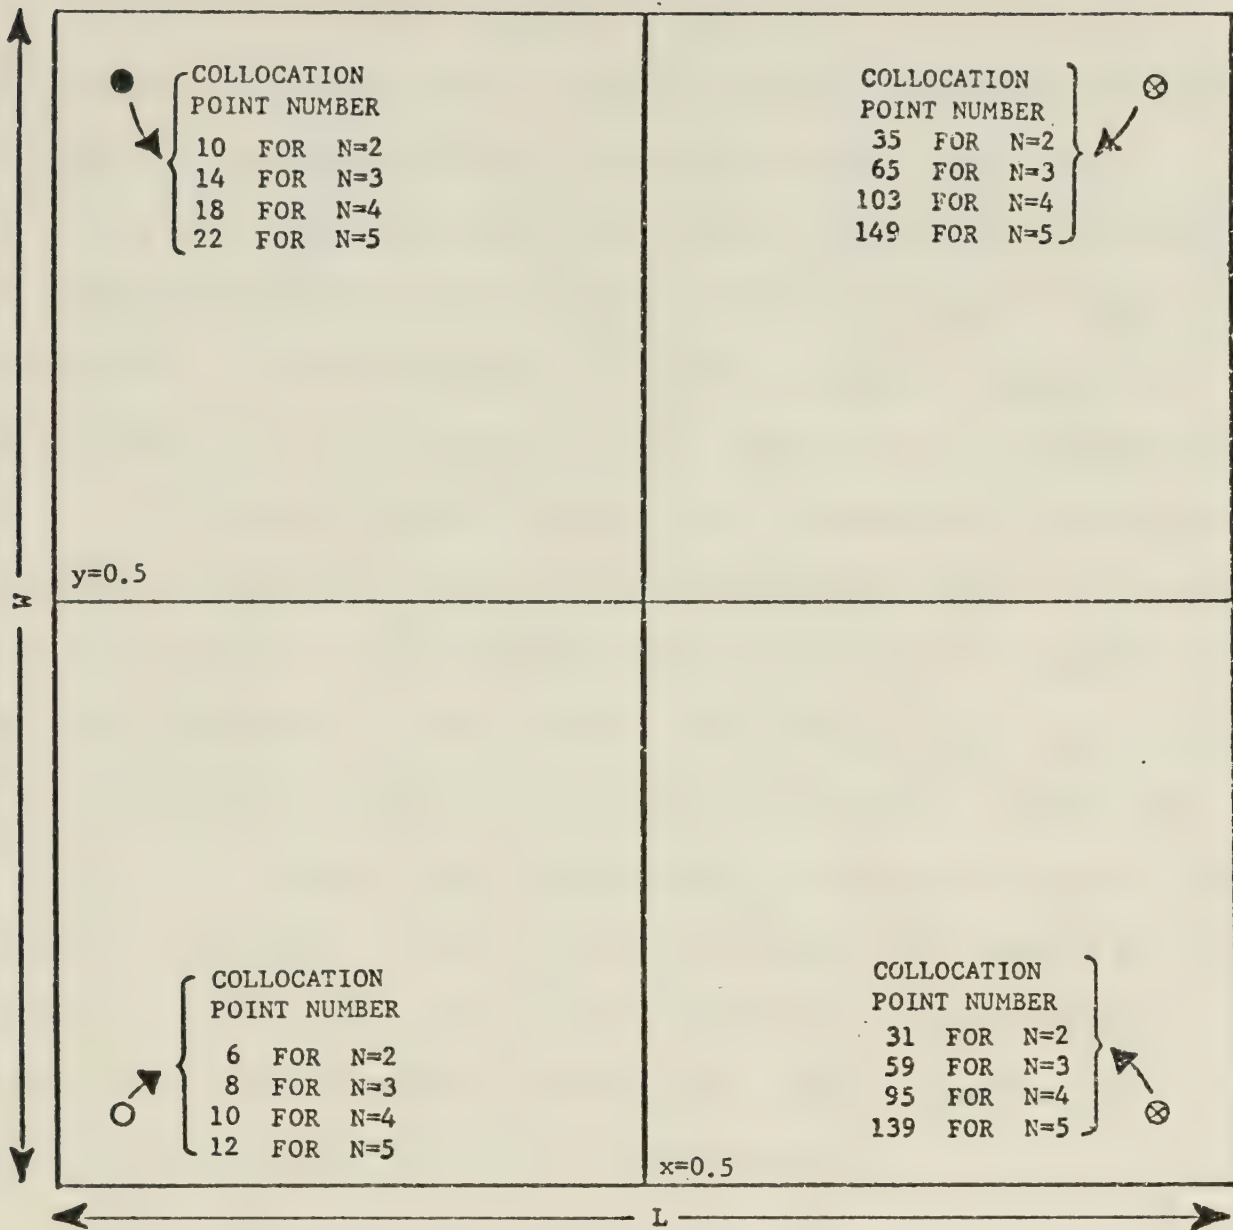 COLLOCATION
POINT NUMBER
10 FOR N=2
14 FOR N=3
18 FOR N=4
22 FOR N=5
COLLOCATION
POINT NUMBER
35 FOR N=2
65 FOR N=3
103 FOR N=4
149 FOR N=5
y=0.5
W
COLLOCATION
POINT NUMBER
6 FOR N=2
8 FOR N=3
10 FOR N=4
12 FOR N=5
COLLOCATION
POINT NUMBER
31 FOR N=2
59 FOR N=3
95 FOR N=4
139 FOR N=5
x=0.5
L